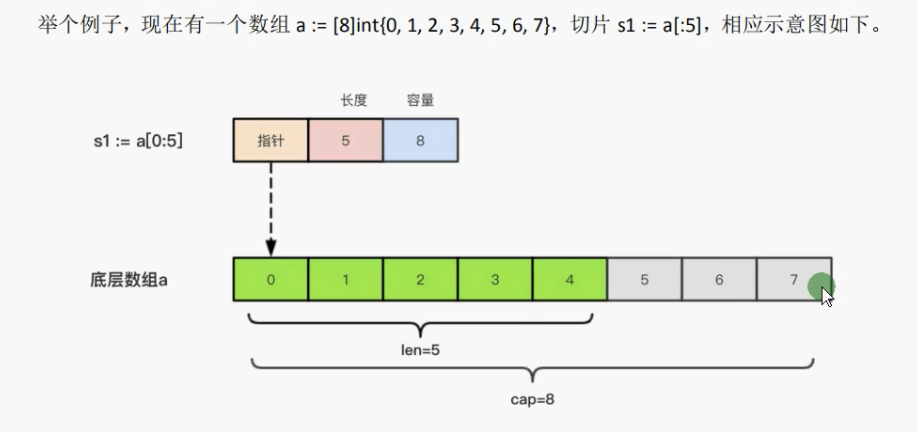 举个例子，现在有一个数组 a := [8]int{0, 1, 2, 3, 4, 5, 6, 7}，切片 s1 := a[:5]，相应示意图如下。
长度 容量
s1 := a[0:5] 指针 5 8
底层数组a 0 1 2 3 4 5 6 7
len=5
cap=8